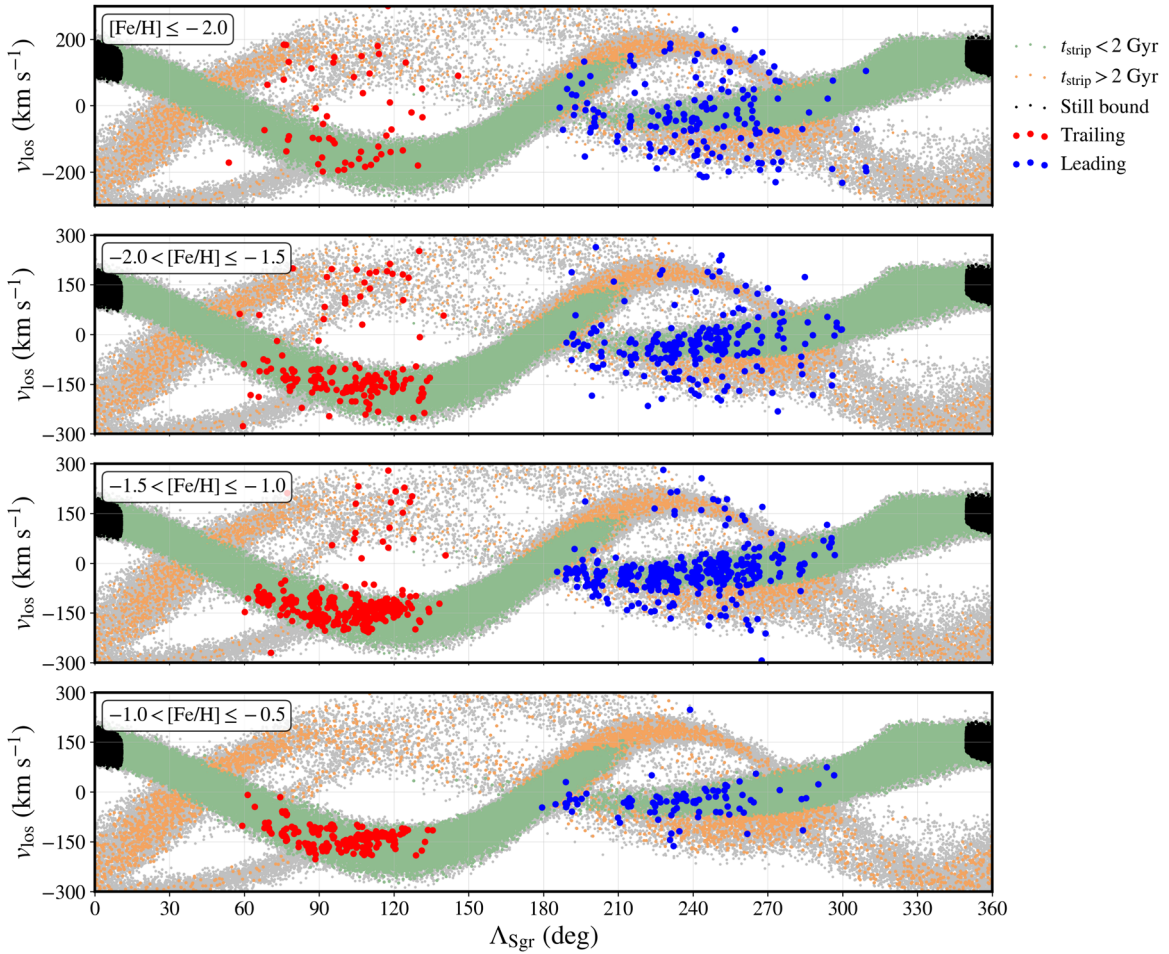 [Fe/H] ≤ −2.0
200
0
−200
v_los (km s⁻¹)
t_strip < 2 Gyr
t_strip > 2 Gyr
Still bound
Trailing
Leading
−2.0 < [Fe/H] ≤ −1.5
300
150
0
−150
−300
v_los (km s⁻¹)
−1.5 < [Fe/H] ≤ −1.0
300
150
0
−150
−300
v_los (km s⁻¹)
−1.0 < [Fe/H] ≤ −0.5
300
150
0
−150
−300
v_los (km s⁻¹)
0 30 60 90 120 150 180 210 240 270 300 330 360
Λ_Sgr (deg)